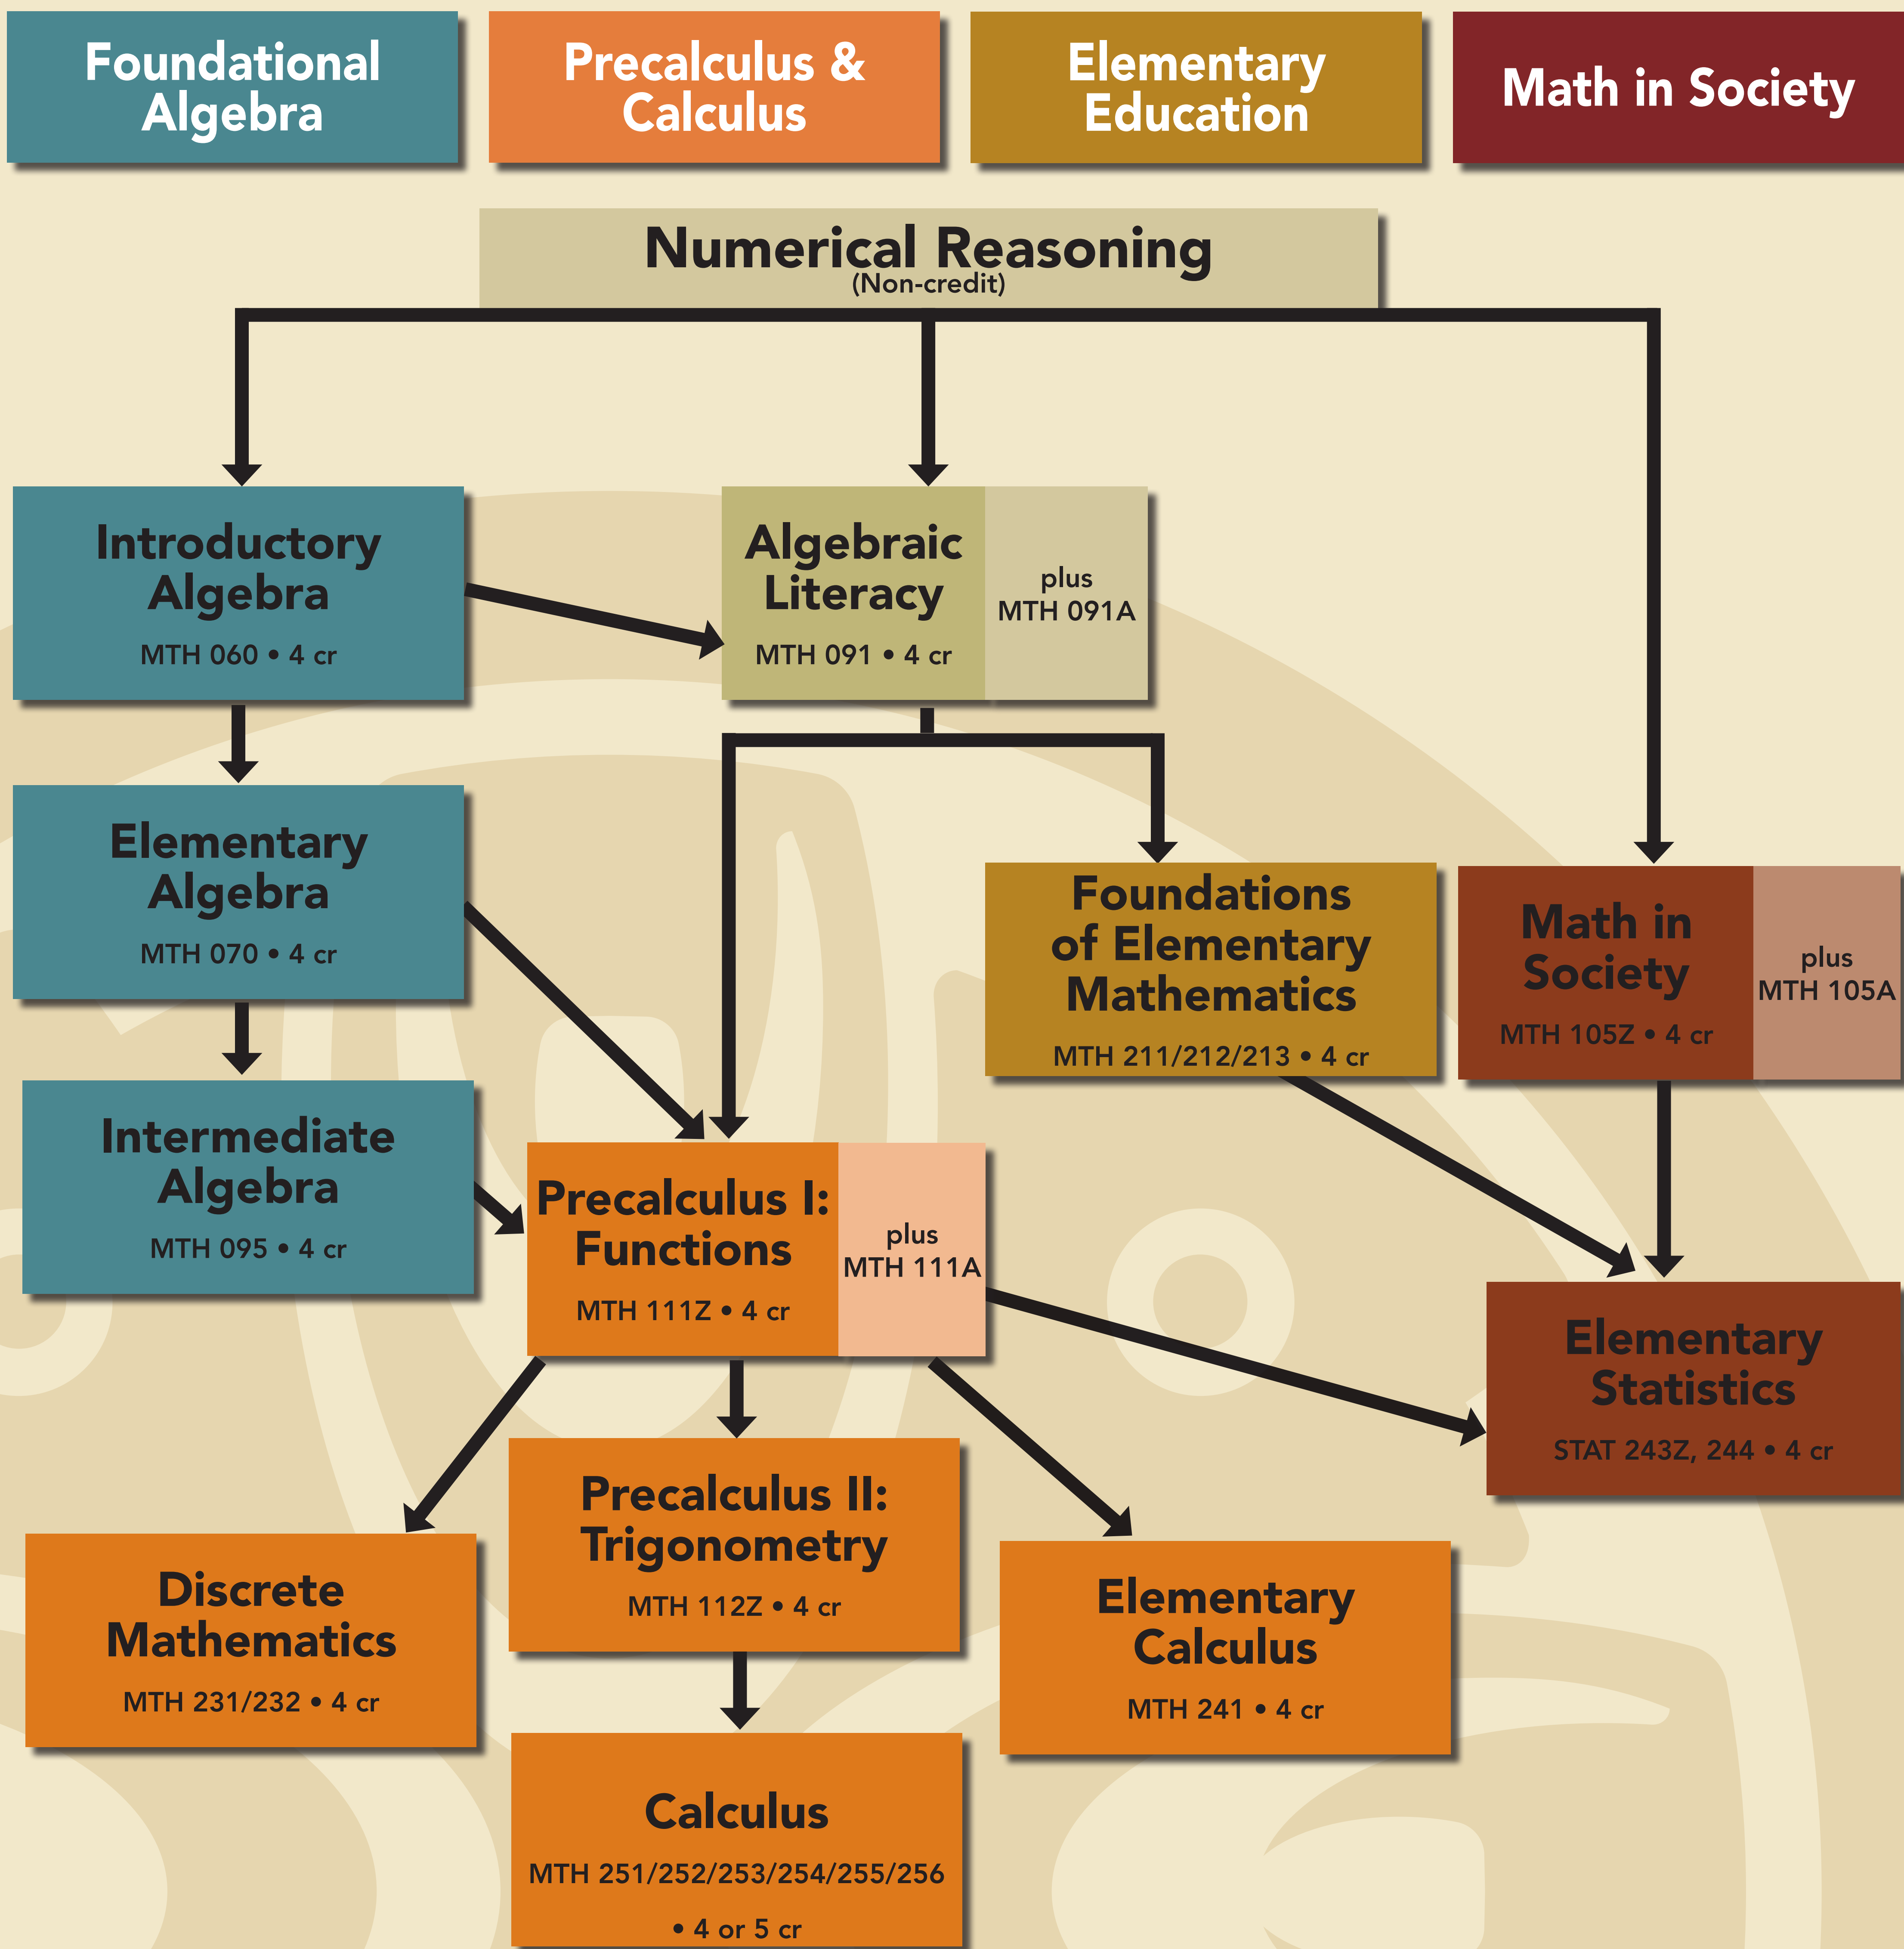 Foundational
Algebra
Precalculus &
Calculus
Elementary
Education
Math in Society
Numerical Reasoning
(Non-credit)
Introductory
Algebra
MTH 060 • 4 cr
Algebraic
Literacy
MTH 091 • 4 cr
plus
MTH 091A
Elementary
Algebra
MTH 070 • 4 cr
Foundations
of Elementary
Mathematics
MTH 211/212/213 • 4 cr
Math in
Society
MTH 105Z • 4 cr
plus
MTH 105A
Intermediate
Algebra
MTH 095 • 4 cr
Precalculus I:
Functions
MTH 111Z • 4 cr
plus
MTH 111A
Elementary
Statistics
STAT 243Z, 244 • 4 cr
Precalculus II:
Trigonometry
MTH 112Z • 4 cr
Discrete
Mathematics
MTH 231/232 • 4 cr
Elementary
Calculus
MTH 241 • 4 cr
Calculus
MTH 251/252/253/254/255/256
• 4 or 5 cr